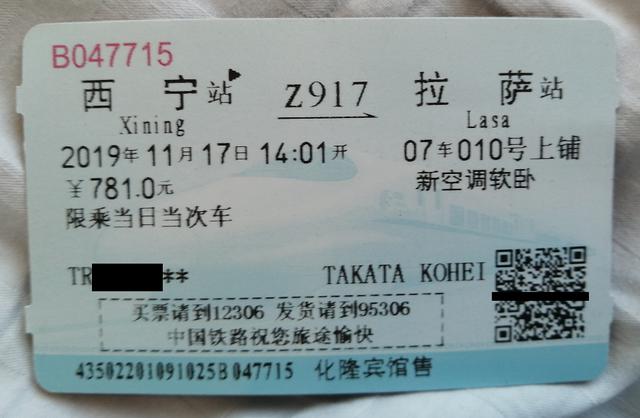 B047715
西 宁站 Z917 拉 萨站
Xining Lasa
2019年11月17日14:01开 07车010号上铺
￥781.0元 新空调软卧
限乘当日当次车
TR ** TAKATA KOHEI
买票请到12306 发货请到95306
中国铁路祝您旅途愉快
43502201091025B047715 化隆宾馆售